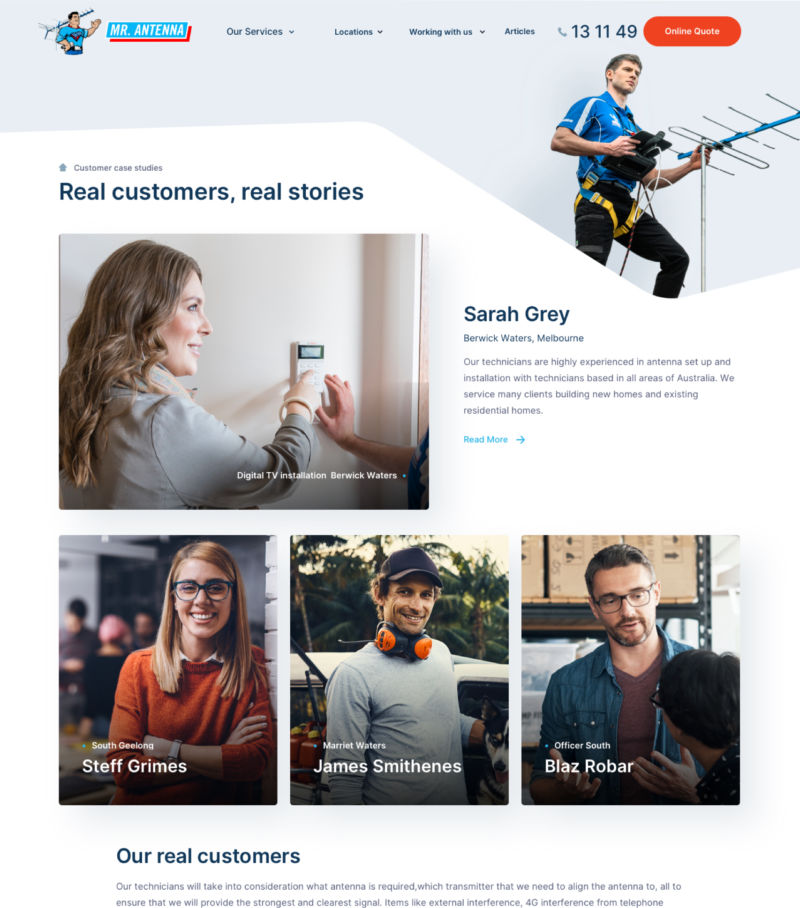 MR. ANTENNA
Our Services
Locations
Working with us
Articles
13 11 49
Online Quote
Customer case studies
Real customers, real stories
Digital TV installation Berwick Waters
Sarah Grey
Berwick Waters, Melbourne
Our technicians are highly experienced in antenna set up and
installation with technicians based in all areas of Australia. We
service many clients building new homes and existing
residential homes.
Read More
South Geelong
Steff Grimes
Marriet Waters
James Smithenes
Officer South
Blaz Robar
Our real customers
Our technicians will take into consideration what antenna is required,which transmitter that we need to align the antenna to, all to
ensure that we will provide the strongest and clearest signal. Items like external interference, 4G interference from telephone